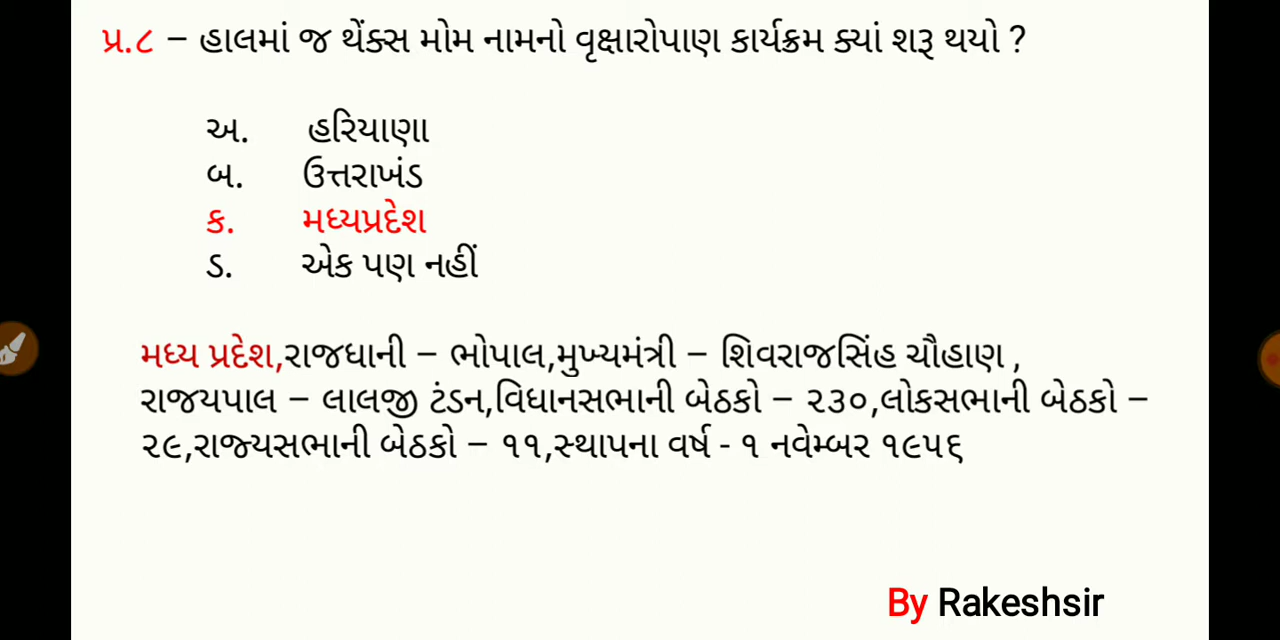 પ્ર.૮ – હાલમાં જ થેંક્સ મોમ નામનો વૃક્ષારોપાણ કાર્યક્રમ ક્યાં શરૂ થયો ?
અ. હરિયાણા
બ. ઉત્તરાખંડ
ક. મધ્યપ્રદેશ
ડ. એક પણ નહીં
મધ્ય પ્રદેશ,રાજધાની – ભોપાલ,મુખ્યમંત્રી – શિવરાજસિંહ ચૌહાણ ,
રાજયપાલ – લાલજી ટંડન,વિધાનસભાની બેઠકો – ૨૩૦,લોકસભાની બેઠકો –
૨૯,રાજ્યસભાની બેઠકો – ૧૧,સ્થાપના વર્ષ - ૧ નવેમ્બર ૧૯૫૬
By Rakeshsir